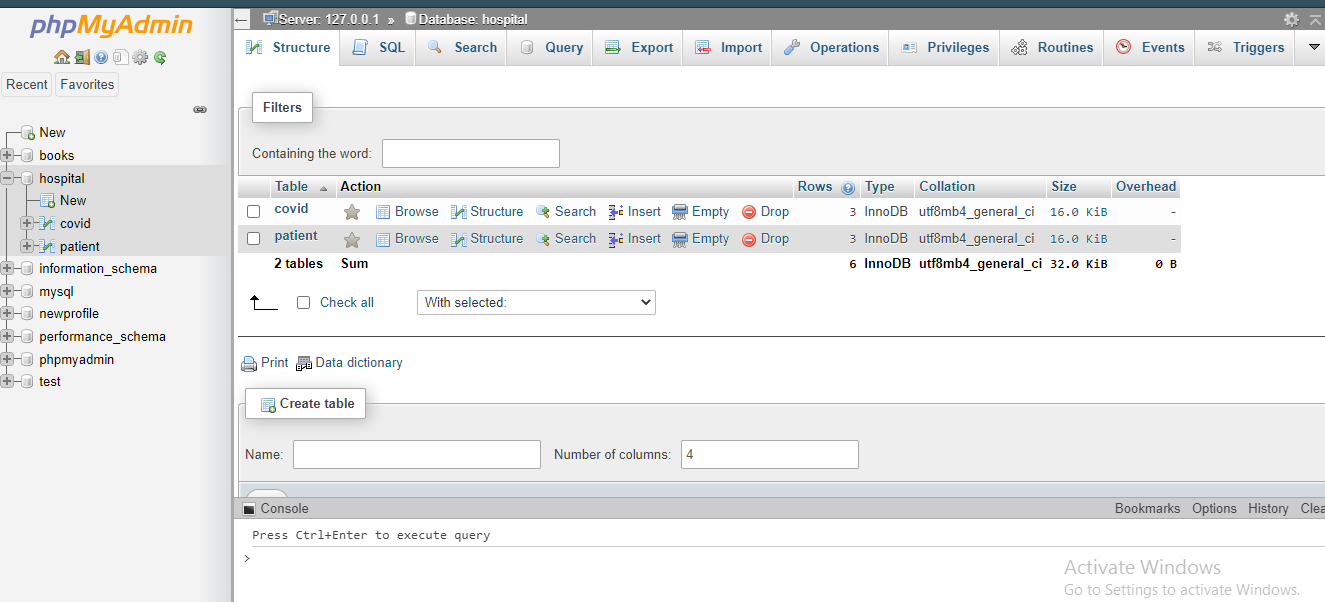 phpMyAdmin
Recent Favorites
New
books
hospital
New
covid
patient
information_schema
mysql
newprofile
performance_schema
phpmyadmin
test
Server: 127.0.0.1 » Database: hospital
Structure SQL Search Query Export Import Operations Privileges Routines Events Triggers
Filters
Containing the word:
Table Action Rows Type Collation Size Overhead
covid Browse Structure Search Insert Empty Drop 3 InnoDB utf8mb4_general_ci 16.0 KiB -
patient Browse Structure Search Insert Empty Drop 3 InnoDB utf8mb4_general_ci 16.0 KiB -
2 tables Sum 6 InnoDB utf8mb4_general_ci 32.0 KiB 0 B
Check all With selected:
Print Data dictionary
Create table
Name: Number of columns: 4
Console Bookmarks Options History Clea
Press Ctrl+Enter to execute query
>
Activate Windows
Go to Settings to activate Windows.